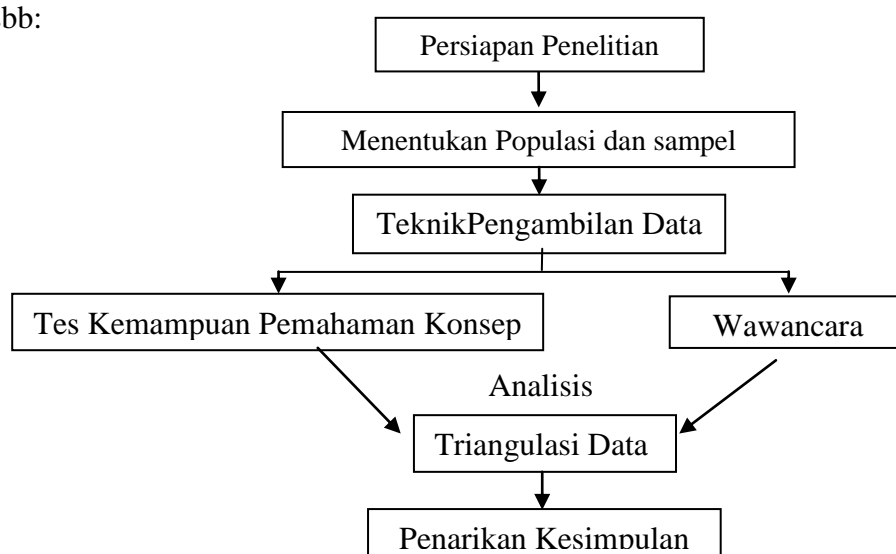 bb:
Persiapan Penelitian
Menentukan Populasi dan sampel
TeknikPengambilan Data
Tes Kemampuan Pemahaman Konsep
Wawancara
Analisis
Triangulasi Data
Penarikan Kesimpulan